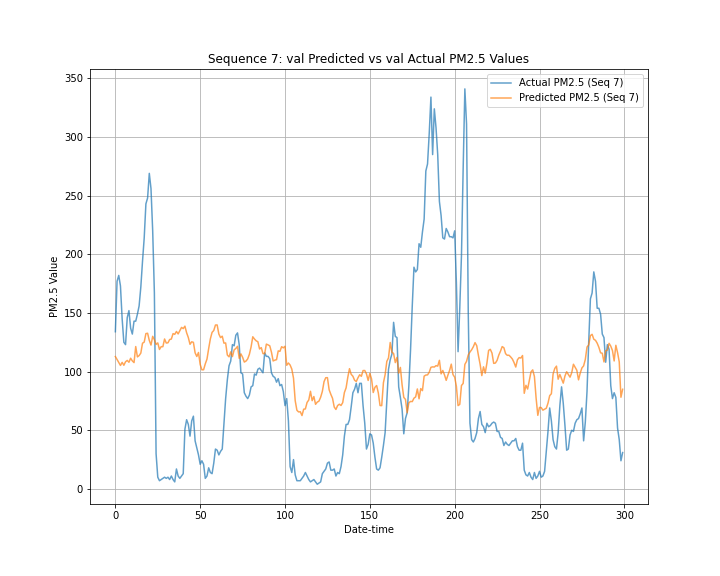 Sequence 7: val Predicted vs val Actual PM2.5 Values
Actual PM2.5 (Seq 7)
Predicted PM2.5 (Seq 7)
PM2.5 Value
350
300
250
200
150
100
50
0
0 50 100 150 200 250 300
Date-time